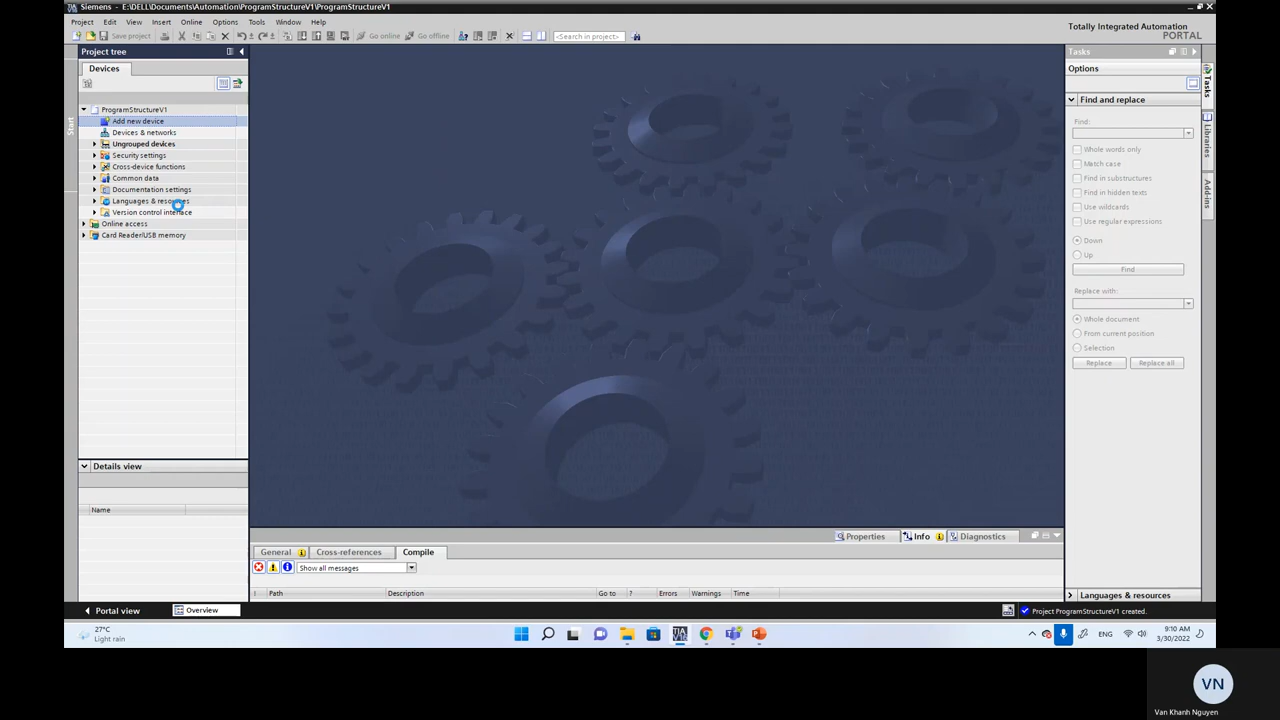 Siemens - E:\DELL\Documents\Automation\ProgramStructureV1\ProgramStructureV1
Project Edit View Insert Online Options Tools Window Help
Totally Integrated Automation
PORTAL
Save project
Go online
Go offline
<Search in project>
Project tree
Devices
Start
ProgramStructureV1
Add new device
Devices & networks
Ungrouped devices
Security settings
Cross-device functions
Common data
Documentation settings
Languages & resources
Version control interface
Online access
Card Reader/USB memory
Details view
Name
Tasks
Options
Find and replace
Find:
Whole words only
Match case
Find in substructures
Find in hidden texts
Use wildcards
Use regular expressions
Down
Up
Find
Replace with:
Whole document
From current position
Selection
Replace Replace all
Languages & resources
Tasks
Libraries
Add-ins
Properties Info Diagnostics
General Cross-references Compile
Show all messages
! Path Description Go to ? Errors Warnings Time
Portal view Overview
Project ProgramStructureV1 created.
27°C
Light rain
ENG
9:10 AM
3/30/2022
VN
Van Khanh Nguyen